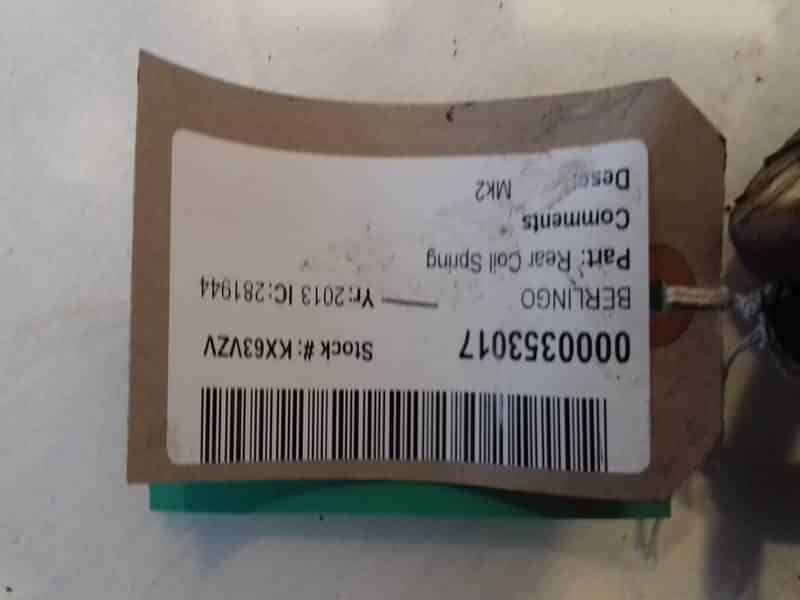 0000353017 Stock #: KX63VZV
BERLINGO Yr: 2013 IC: 281944
Part: Rear Coil Spring
Comments
Desc: Mk2